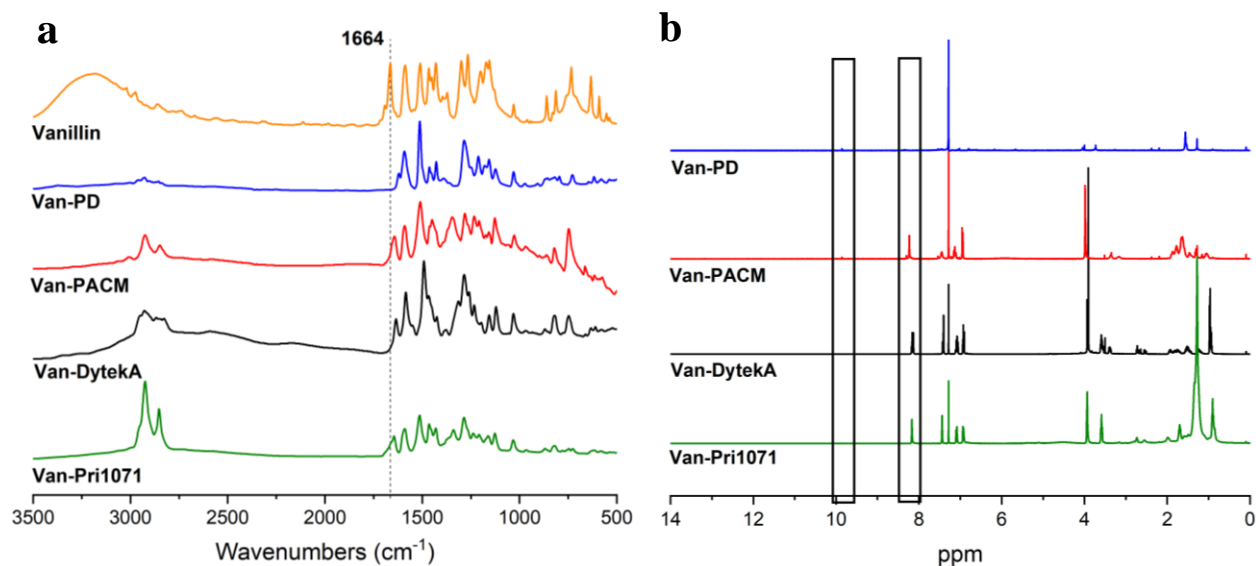 a
1664
Vanillin
Van-PD
Van-PACM
Van-DytekA
Van-Pri1071
3500 3000 2500 2000 1500 1000 500
Wavenumbers (cm⁻¹)
b
Van-PD
Van-PACM
Van-DytekA
Van-Pri1071
14 12 10 8 6 4 2 0
ppm